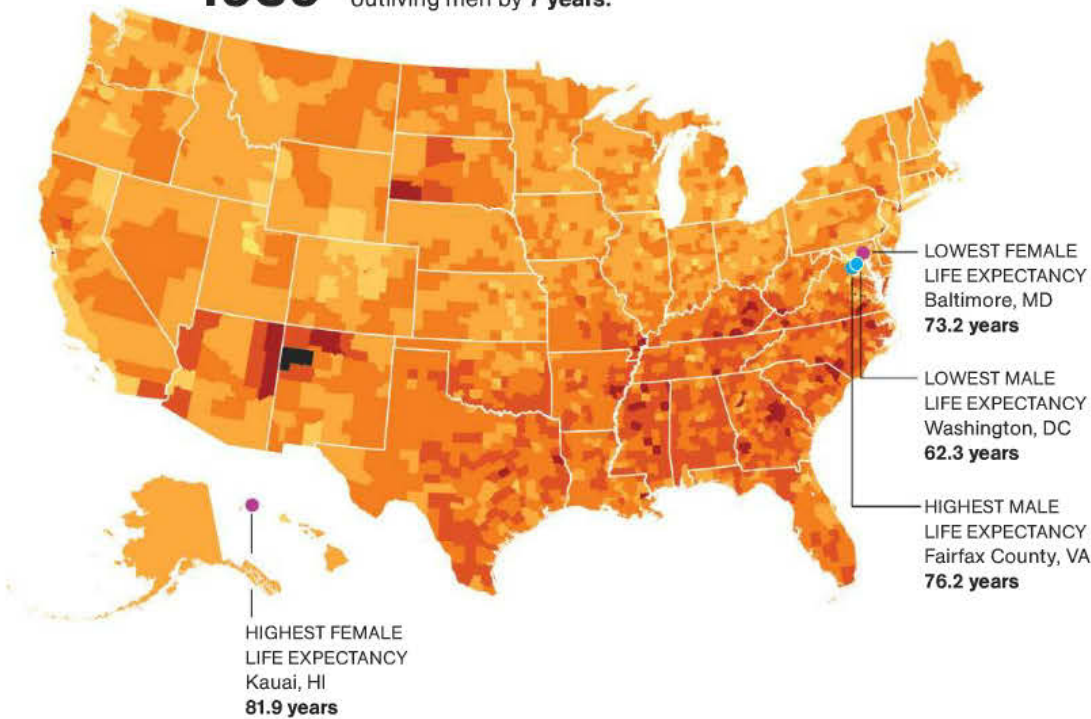 outliving men by 7 years.
LOWEST FEMALE
LIFE EXPECTANCY
Baltimore, MD
73.2 years
LOWEST MALE
LIFE EXPECTANCY
Washington, DC
62.3 years
HIGHEST MALE
LIFE EXPECTANCY
Fairfax County, VA
76.2 years
HIGHEST FEMALE
LIFE EXPECTANCY
Kauai, HI
81.9 years